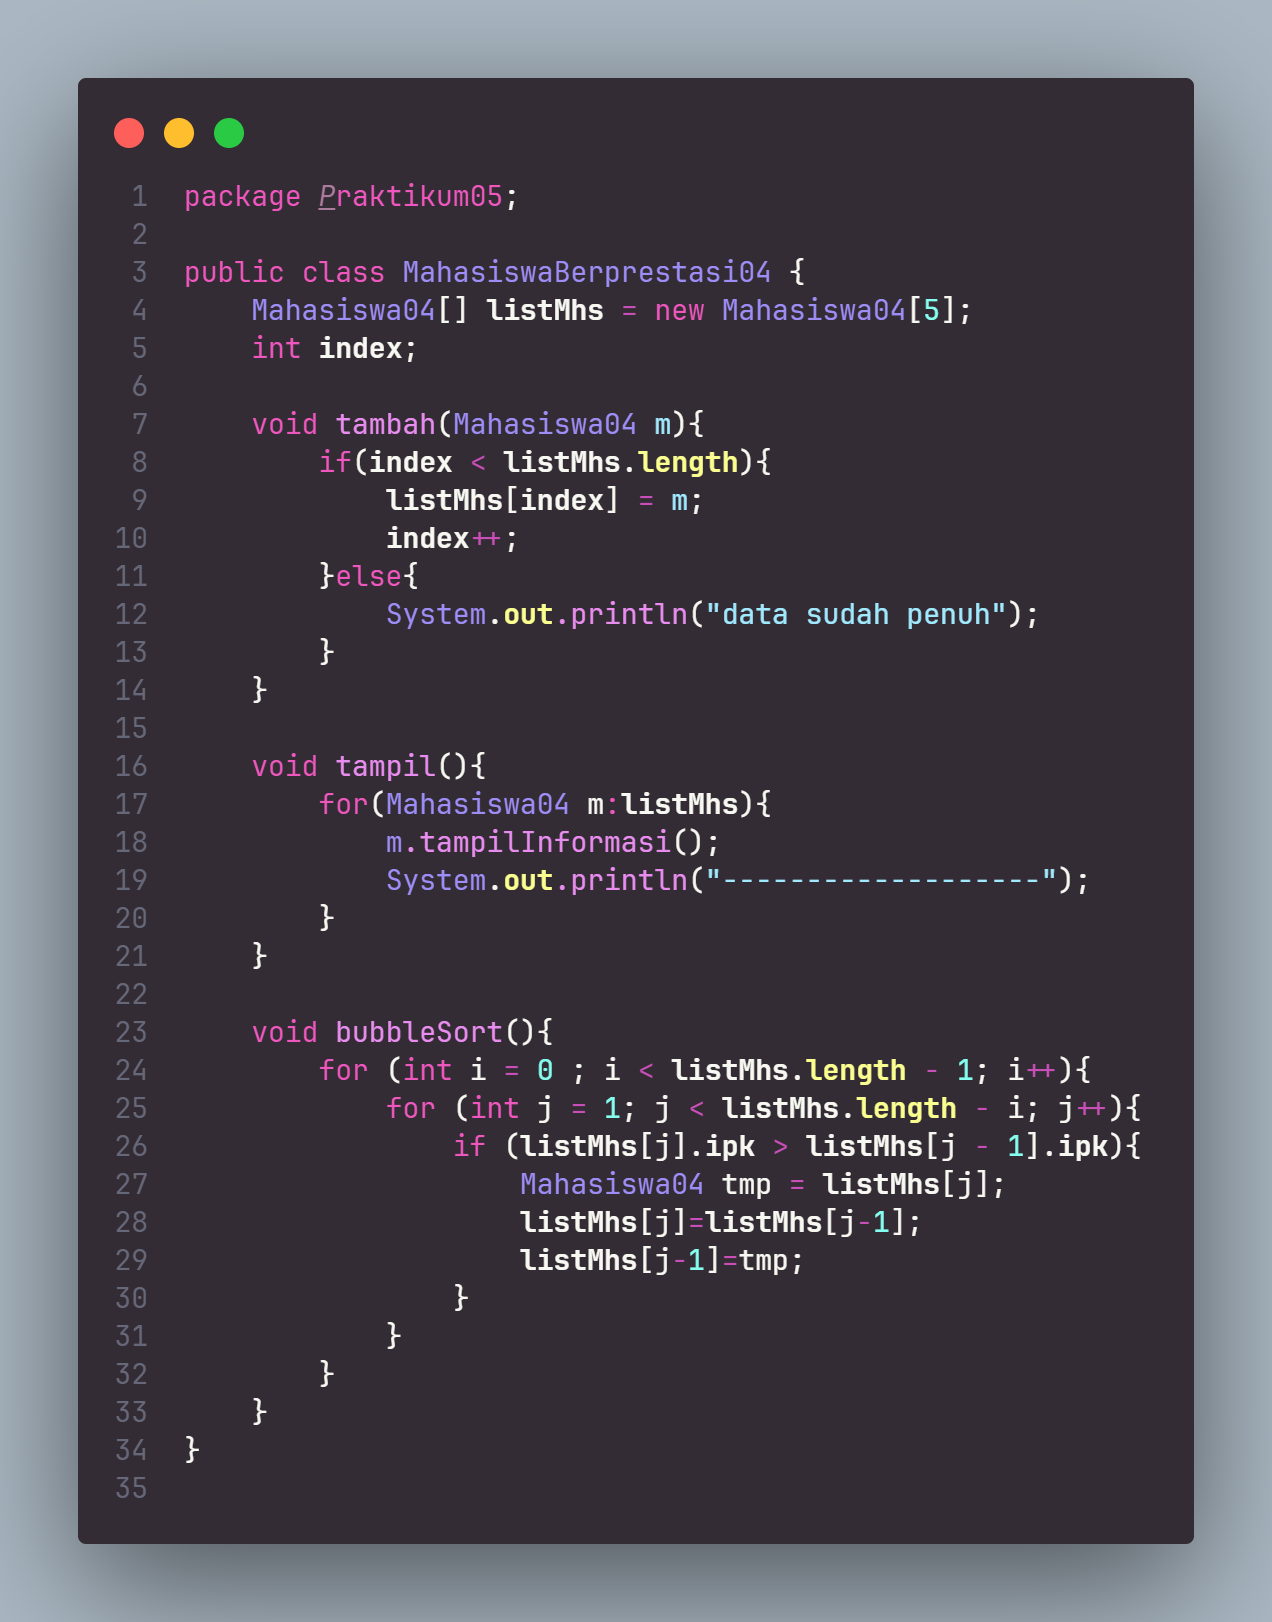 1 package Praktikum05;
2
3 public class MahasiswaBerprestasi04 {
4     Mahasiswa04[] listMhs = new Mahasiswa04[5];
5     int index;
6
7     void tambah(Mahasiswa04 m){
8         if(index < listMhs.length){
9             listMhs[index] = m;
10             index++;
11         }else{
12             System.out.println("data sudah penuh");
13         }
14     }
15
16     void tampil(){
17         for(Mahasiswa04 m:listMhs){
18             m.tampilInformasi();
19             System.out.println("-------------------");
20         }
21     }
22
23     void bubbleSort(){
24         for (int i = 0 ; i < listMhs.length - 1; i++){
25             for (int j = 1; j < listMhs.length - i; j++){
26                 if (listMhs[j].ipk > listMhs[j - 1].ipk){
27                     Mahasiswa04 tmp = listMhs[j];
28                     listMhs[j]=listMhs[j-1];
29                     listMhs[j-1]=tmp;
30                 }
31             }
32         }
33     }
34 }
35